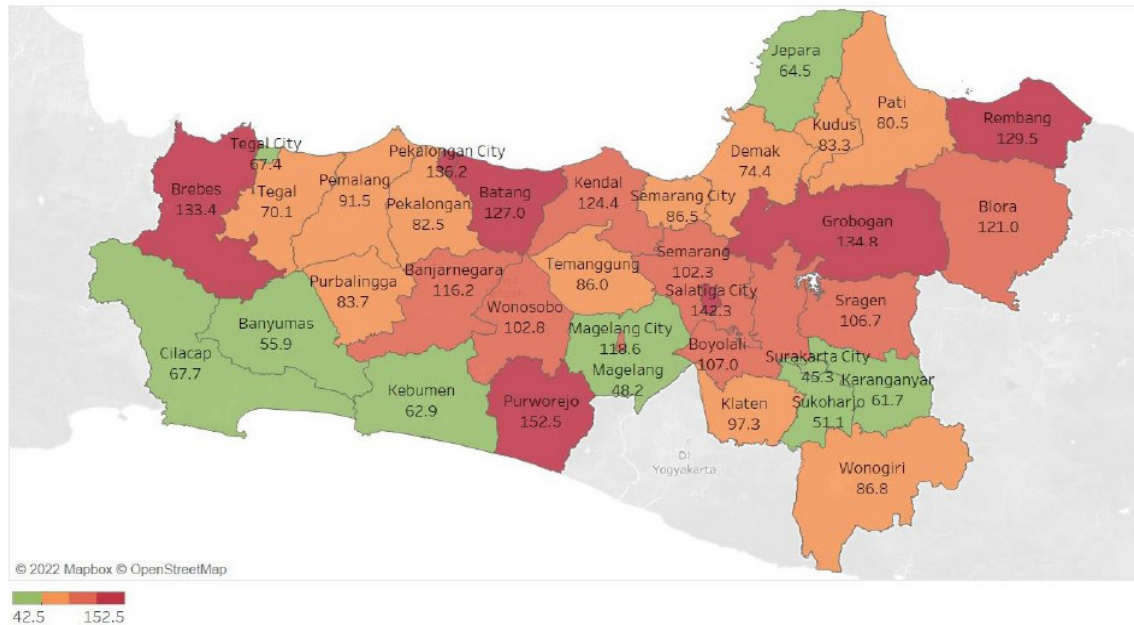 Jepara
64.5
Pati
80.5
Kudus
83.3
Rembang
129.5
Tegal City
67.4
Pekalongan City
136.2
Demak
74.4
Brebes
133.4
Tegal
70.1
Pemalang
91.5
Pekalongan
82.5
Batang
127.0
Kendal
124.4
Semarang City
86.5
Grobogan
134.8
Blora
121.0
Purbalingga
83.7
Banjarnegara
116.2
Wonosobo
102.8
Temanggung
86.0
Semarang
102.3
Salatiga City
142.3
Sragen
106.7
Banyumas
55.9
Cilacap
67.7
Kebumen
62.9
Purworejo
152.5
Magelang City
118.6
Magelang
48.2
Boyolali
107.0
Surakarta City
45.3
Karanganyar
61.7
Sukoharjo
51.1
Klaten
97.3
DI
Yogyakarta
Wonogiri
86.8
© 2022 Mapbox © OpenStreetMap
42.5 152.5